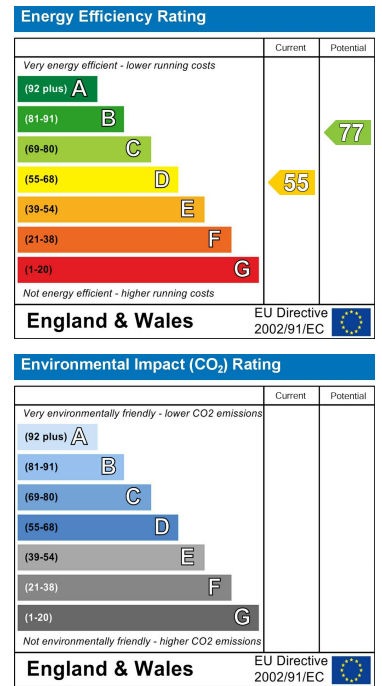 Energy Efficiency Rating
Current Potential
Very energy efficient - lower running costs
(92 plus) A
(81-91) B
(69-80) C
(55-68) D
(39-54) E
(21-38) F
(1-20) G
55
77
Not energy efficient - higher running costs
England & Wales
EU Directive
2002/91/EC
Environmental Impact (CO₂) Rating
Current Potential
Very environmentally friendly - lower CO2 emissions
(92 plus) A
(81-91) B
(69-80) C
(55-68) D
(39-54) E
(21-38) F
(1-20) G
Not environmentally friendly - higher CO2 emissions
England & Wales
EU Directive
2002/91/EC